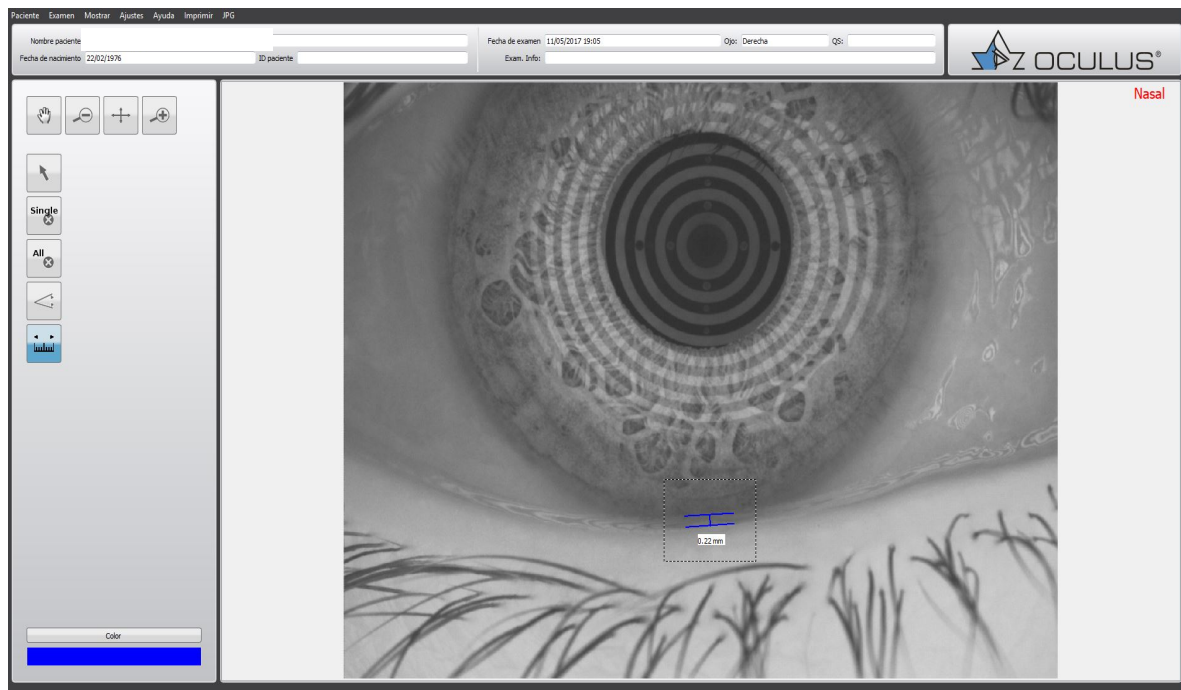 Paciente Examen Mostrar Ajustes Ayuda Imprimir JPG
Nombre paciente
Fecha de examen 11/05/2017 19:05 Ojo: Derecha QS:
Fecha de nacimiento 22/02/1976 ID paciente
Exam. Info:
OCULUS®
Nasal
Single
All
0.22 mm
Color